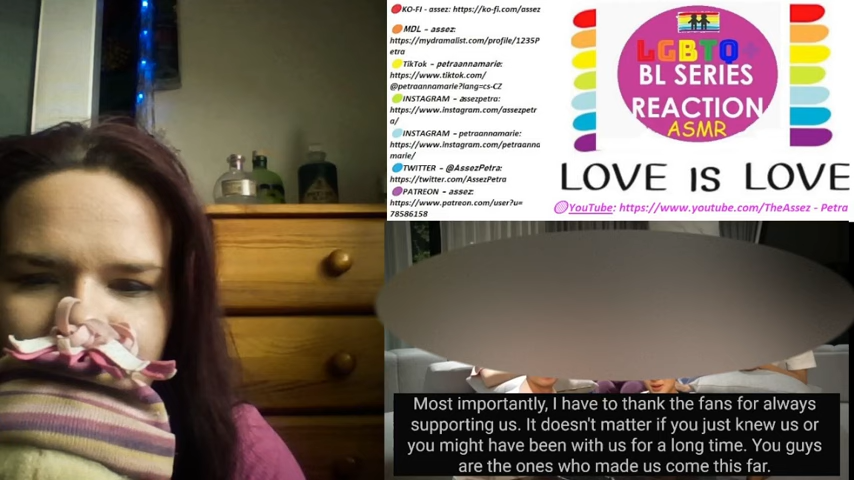 KO-FI - assez: https://ko-fi.com/assez
MDL - assez:
https://mydramalist.com/profile/1235P
etra
TikTok - petraannamarie:
https://www.tiktok.com/
@petraannamarie?lang=cs-CZ
INSTAGRAM - assezpetra:
https://www.instagram.com/assezpetr
a/
INSTAGRAM - petraannamarie:
https://www.instagram.com/petraanna
marie/
TWITTER - @AssezPetra:
https://twitter.com/AssezPetra
PATREON - assez:
https://www.patreon.com/user?u=
78586158
LGBTQ+
BL SERIES
REACTION
ASMR
LOVE IS LOVE
YouTube: https://www.youtube.com/TheAssez - Petra
Most importantly, I have to thank the fans for always
supporting us. It doesn't matter if you just knew us or
you might have been with us for a long time. You guys
are the ones who made us come this far.